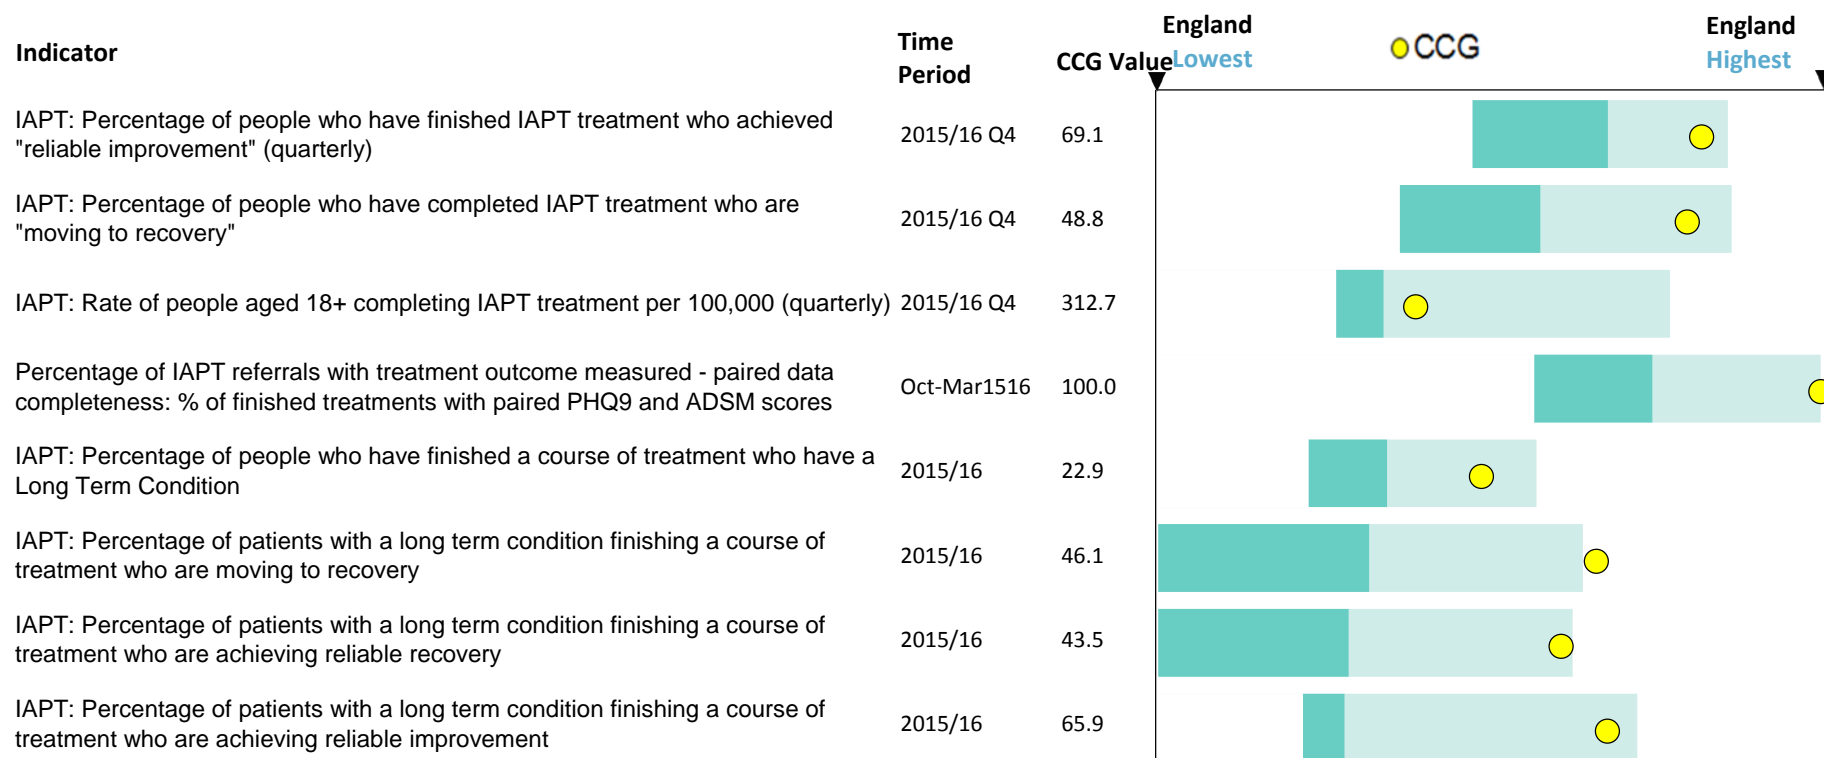 Indicator
Time
Period
CCG Value
England
Lowest
CCG
England
Highest
IAPT: Percentage of people who have finished IAPT treatment who achieved
"reliable improvement" (quarterly)
2015/16 Q4
69.1
IAPT: Percentage of people who have completed IAPT treatment who are
"moving to recovery"
2015/16 Q4
48.8
IAPT: Rate of people aged 18+ completing IAPT treatment per 100,000 (quarterly)
2015/16 Q4
312.7
Percentage of IAPT referrals with treatment outcome measured - paired data
completeness: % of finished treatments with paired PHQ9 and ADSM scores
Oct-Mar1516
100.0
IAPT: Percentage of people who have finished a course of treatment who have a
Long Term Condition
2015/16
22.9
IAPT: Percentage of patients with a long term condition finishing a course of
treatment who are moving to recovery
2015/16
46.1
IAPT: Percentage of patients with a long term condition finishing a course of
treatment who are achieving reliable recovery
2015/16
43.5
IAPT: Percentage of patients with a long term condition finishing a course of
treatment who are achieving reliable improvement
2015/16
65.9